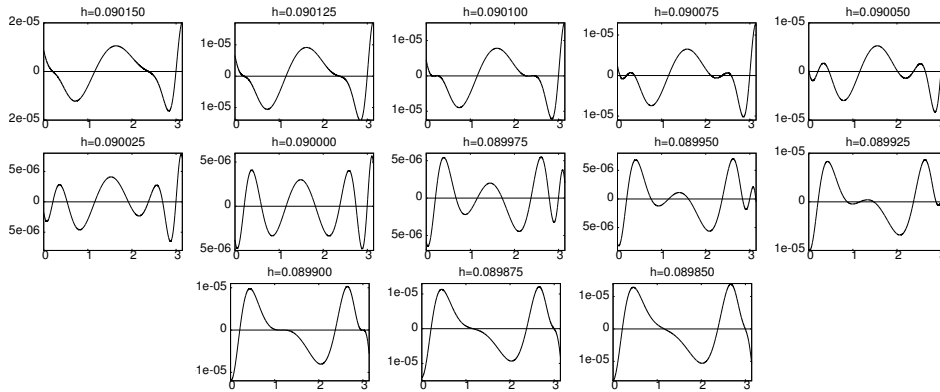 h=0.090150 h=0.090125 h=0.090100 h=0.090075 h=0.090050
2e-05 1e-05 1e-05 1e-05 1e-05
0 0 0 0 0
2e-05 1e-05 1e-05 1e-05 1e-05
0 1 2 3 0 1 2 3 0 1 2 3 0 1 2 3 0 1 2 3
h=0.090025 h=0.090000 h=0.089975 h=0.089950 h=0.089925
5e-06 5e-06 5e-06 5e-06 1e-05
0 0 0 0 0
5e-06 5e-06 5e-06 5e-06 1e-05
0 1 2 3 0 1 2 3 0 1 2 3 0 1 2 3 0 1 2 3
h=0.089900 h=0.089875 h=0.089850
1e-05 1e-05 1e-05
0 0 0
1e-05 1e-05 1e-05
0 1 2 3 0 1 2 3 0 1 2 3